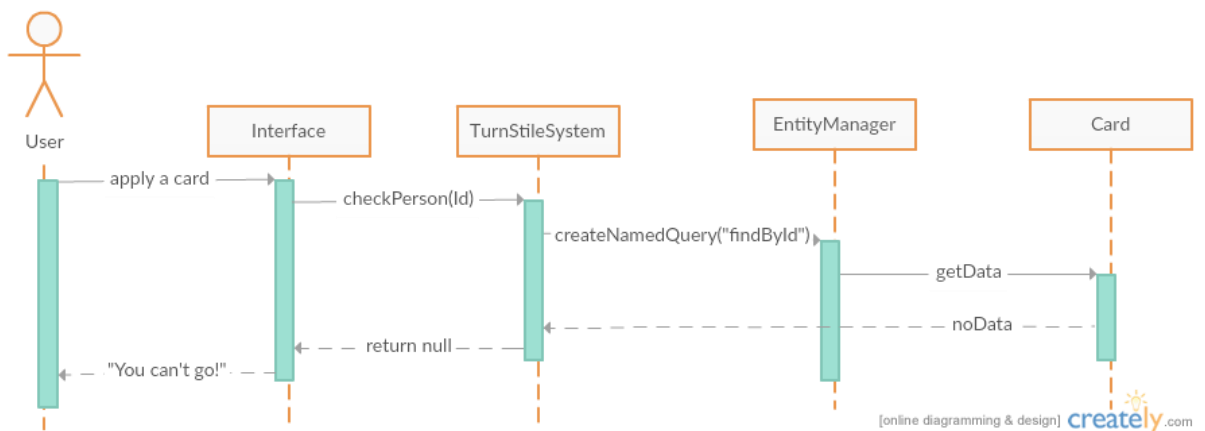 User
Interface
TurnStileSystem
EntityManager
Card
apply a card
checkPerson(Id)
createNamedQuery("findById")
getData
noData
return null
"You can't go!"
[online diagramming & design] creately.com